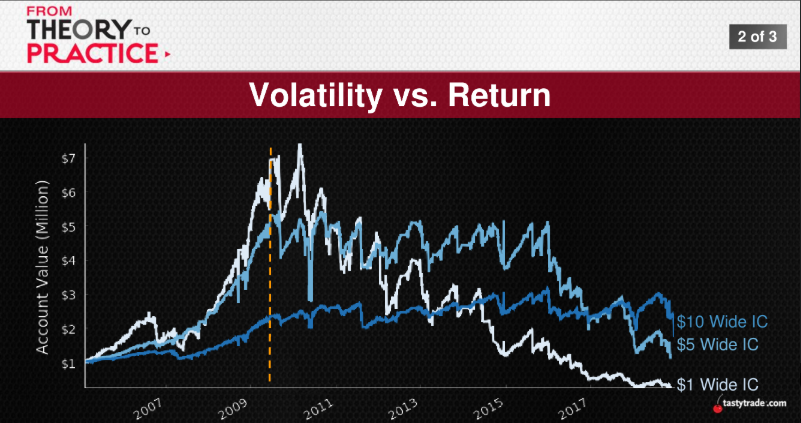 FROM
THEORY TO
PRACTICE
2 of 3
Volatility vs. Return
Account Value (Million)
$7
$6
$5
$4
$3
$2
$1
$10 Wide IC
$5 Wide IC
$1 Wide IC
2007
2009
2011
2013
2015
2017
tastytrade.com